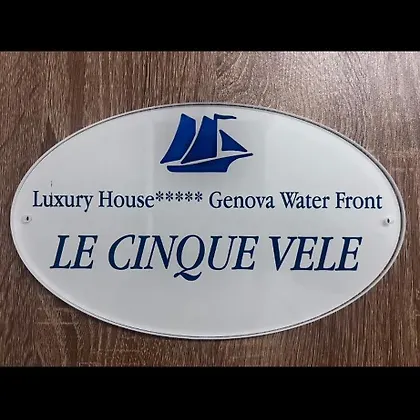 Luxury House***** Genova Water Front
LE CINQUE VELE